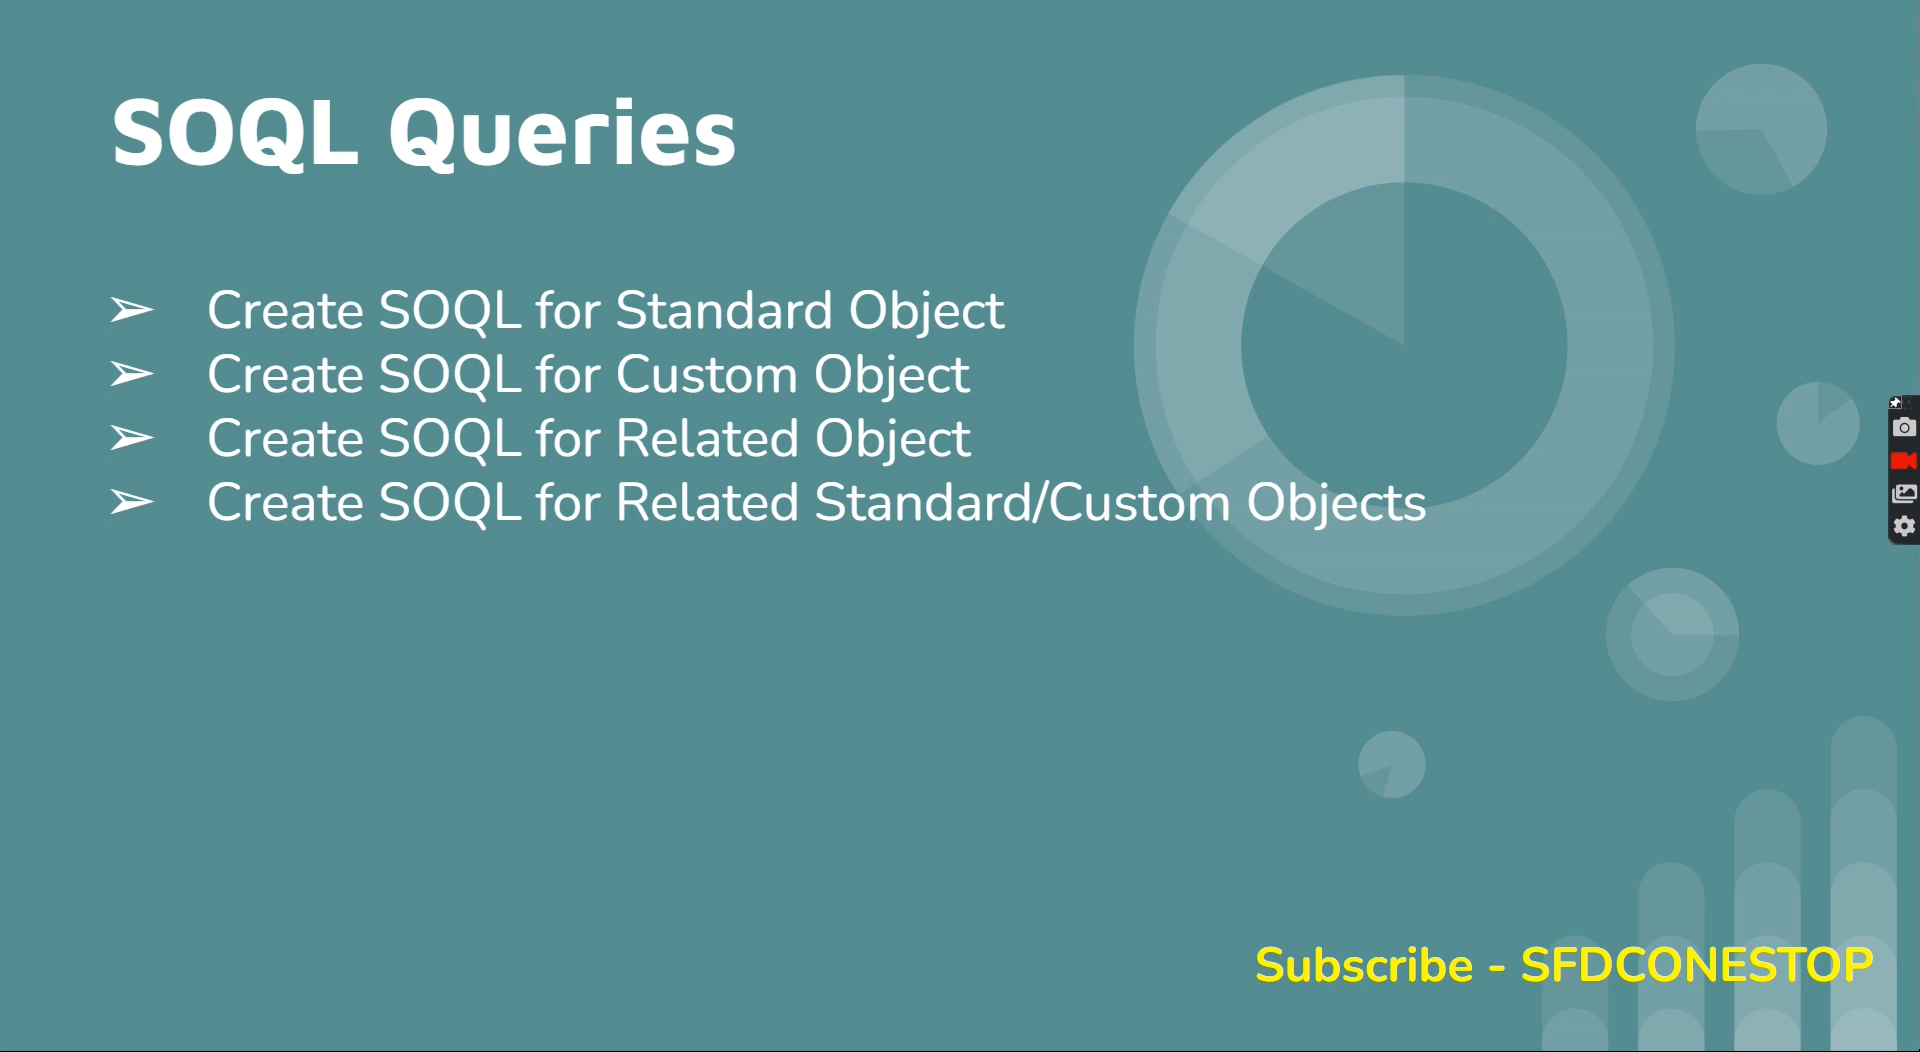 SOQL Queries
➢ Create SOQL for Standard Object
➢ Create SOQL for Custom Object
➢ Create SOQL for Related Object
➢ Create SOQL for Related Standard/Custom Objects
Subscribe - SFDCONESTOP